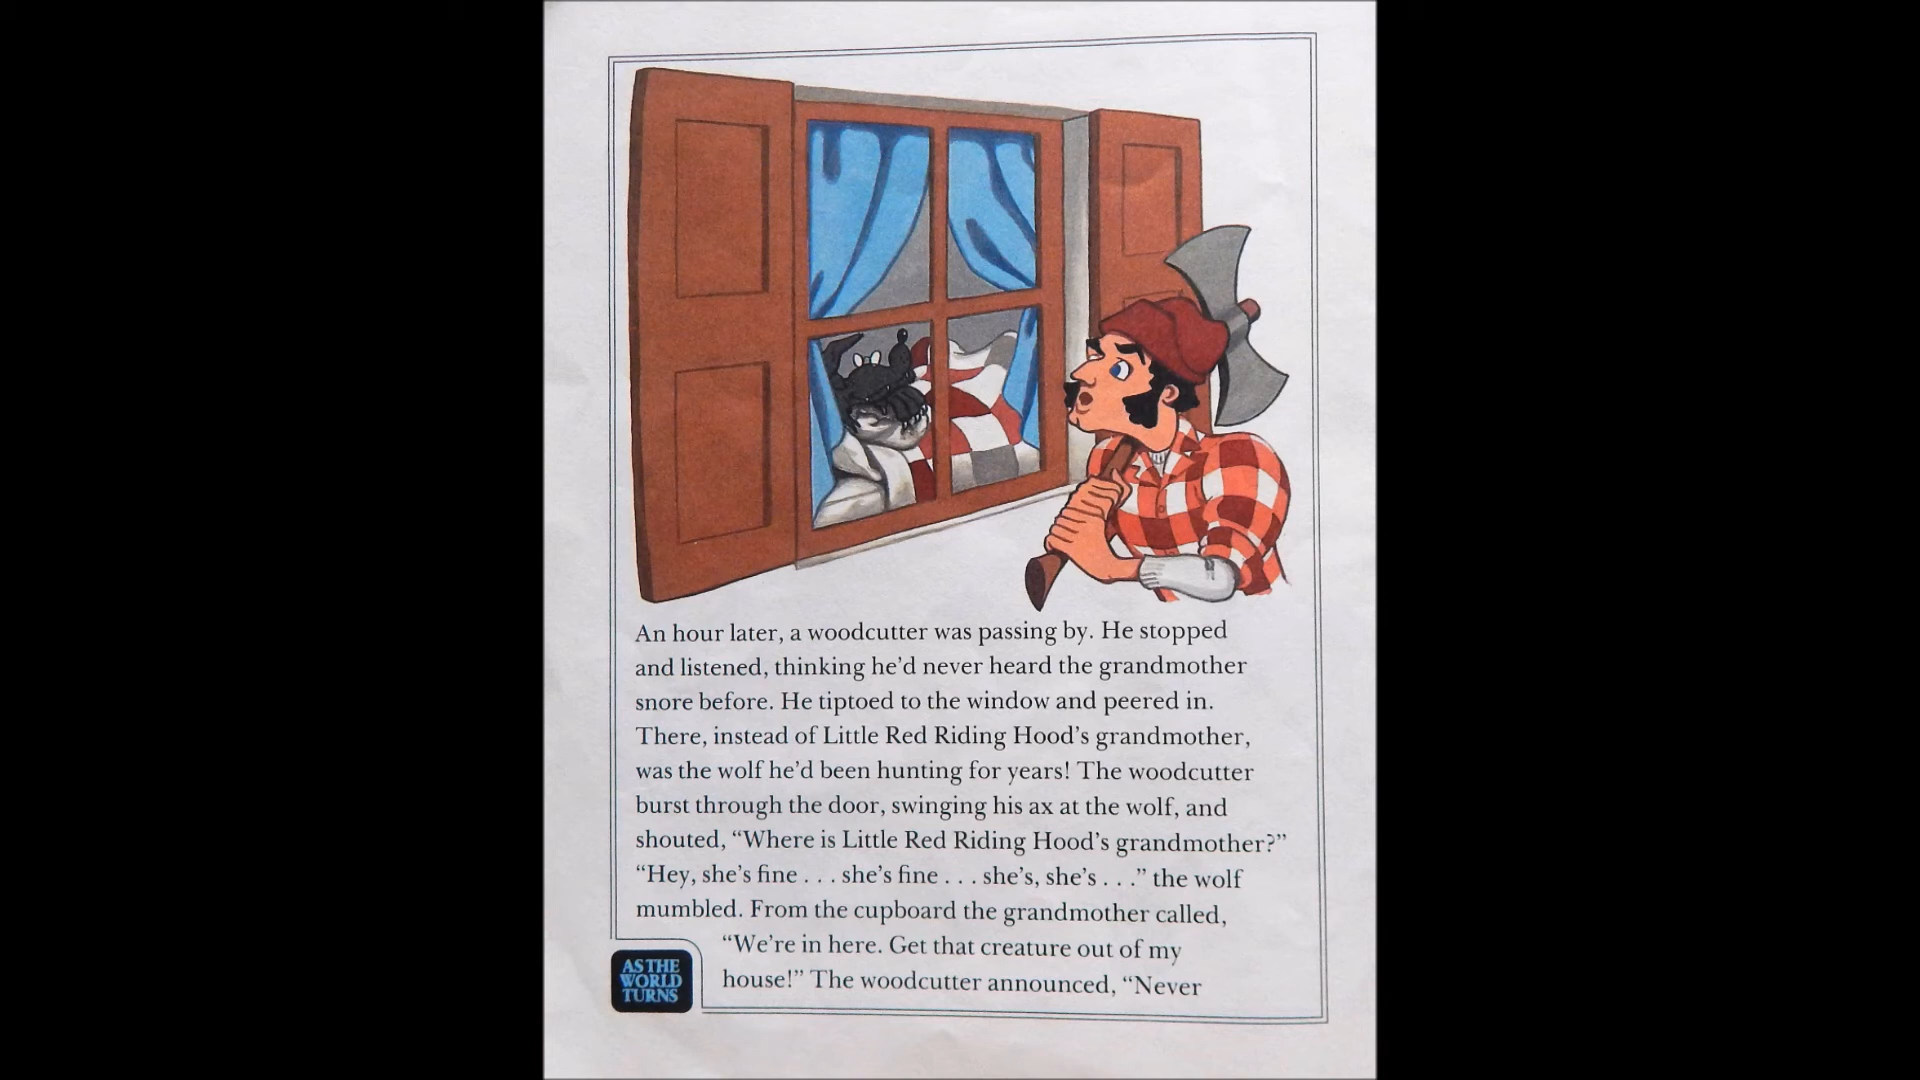 An hour later, a woodcutter was passing by. He stopped
and listened, thinking he’d never heard the grandmother
snore before. He tiptoed to the window and peered in.
There, instead of Little Red Riding Hood’s grandmother,
was the wolf he’d been hunting for years! The woodcutter
burst through the door, swinging his ax at the wolf, and
shouted, “Where is Little Red Riding Hood’s grandmother?”
“Hey, she’s fine . . . she’s fine . . . she’s, she’s . . .” the wolf
mumbled. From the cupboard the grandmother called,
“We’re in here. Get that creature out of my
house!” The woodcutter announced, “Never
AS THE
WORLD
TURNS